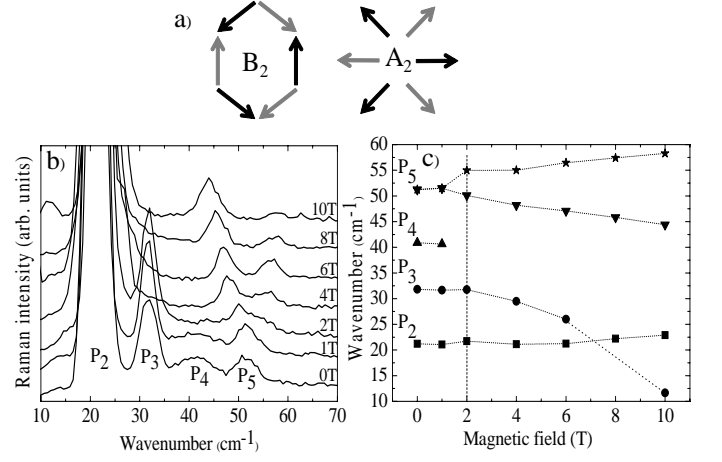 a)
B2
A2
b)
Raman intensity (arb. units)
10T
8T
6T
4T
2T
1T
0T
P2
P3
P4
P5
10 20 30 40 50 60 70
Wavenumber (cm-1)
c)
Wavenumber (cm-1)
60
55
50
45
40
35
30
25
20
15
10
P5
P4
P3
P2
0 2 4 6 8 10
Magnetic field (T)